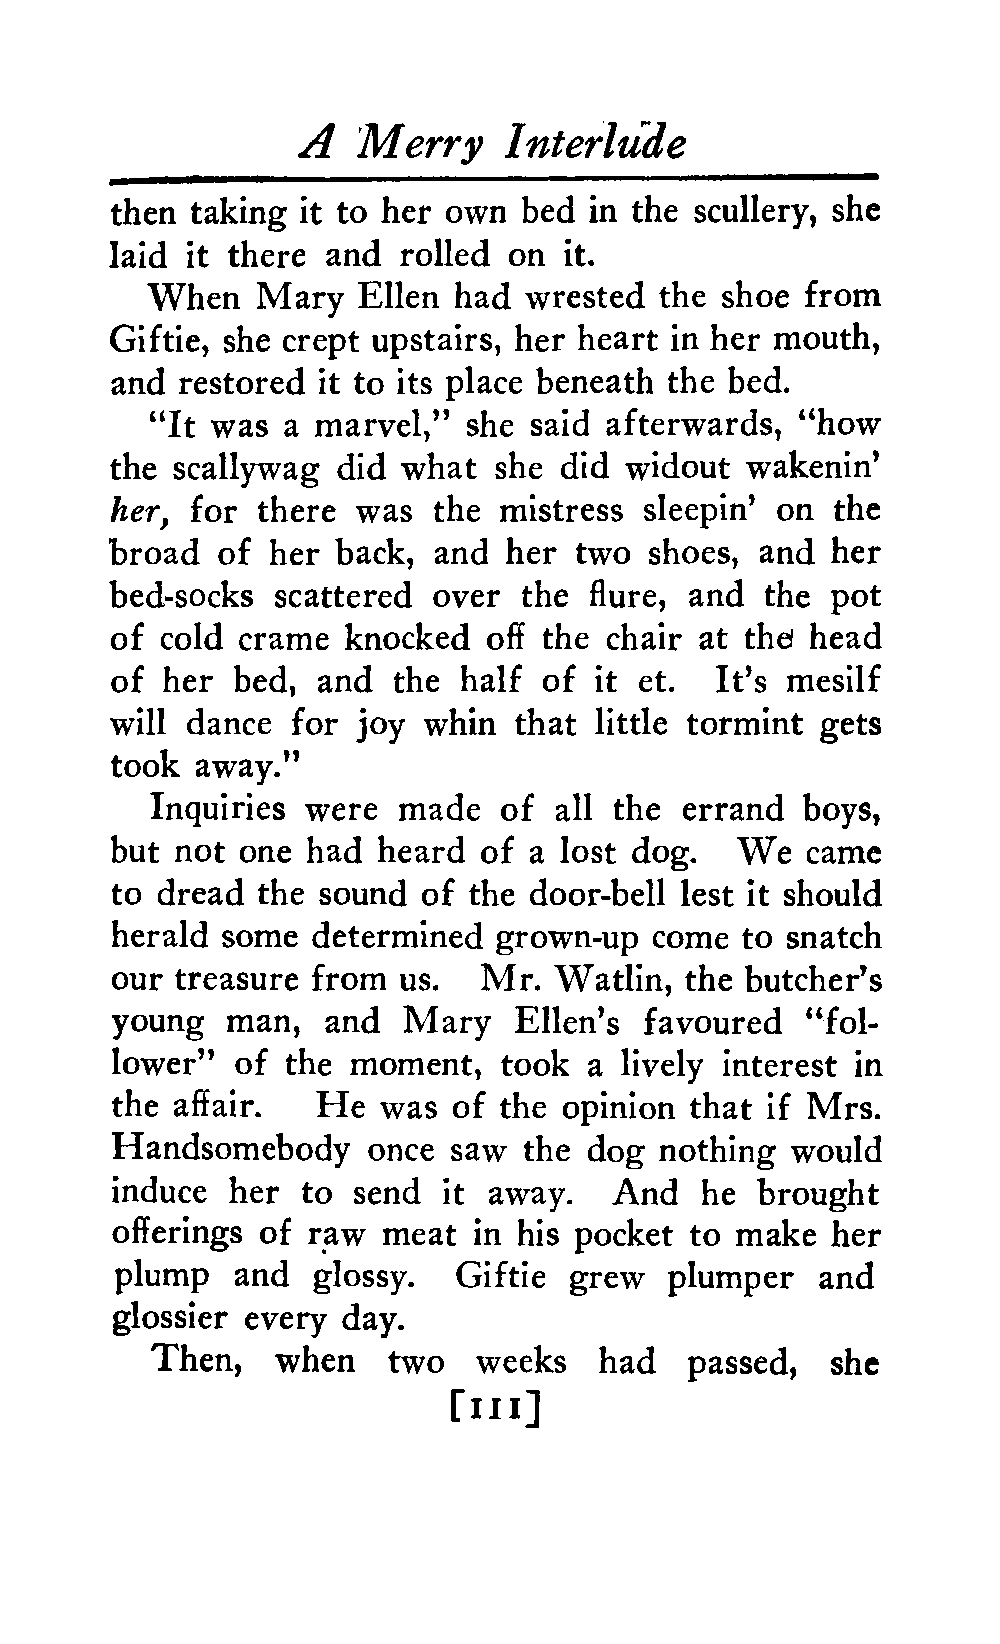 A Merry Interlude
then taking it to her own bed in the scullery, she
laid it there and rolled on it.
When Mary Ellen had wrested the shoe from
Giftie, she crept upstairs, her heart in her mouth,
and restored it to its place beneath the bed.
"It was a marvel," she said afterwards, "how
the scallywag did what she did widout wakenin'
her, for there was the mistress sleepin' on the
broad of her back, and her two shoes, and her
bed-socks scattered over the flure, and the pot
of cold crame knocked off the chair at the head
of her bed, and the half of it et. It's mesilf
will dance for joy whin that little tormint gets
took away."
Inquiries were made of all the errand boys,
but not one had heard of a lost dog. We came
to dread the sound of the door-bell lest it should
herald some determined grown-up come to snatch
our treasure from us. Mr. Watlin, the butcher's
young man, and Mary Ellen's favoured "fol-
lower" of the moment, took a lively interest in
the affair. He was of the opinion that if Mrs.
Handsomebody once saw the dog nothing would
induce her to send it away. And he brought
offerings of raw meat in his pocket to make her
plump and glossy. Giftie grew plumper and
glossier every day.
Then, when two weeks had passed, she
[111]